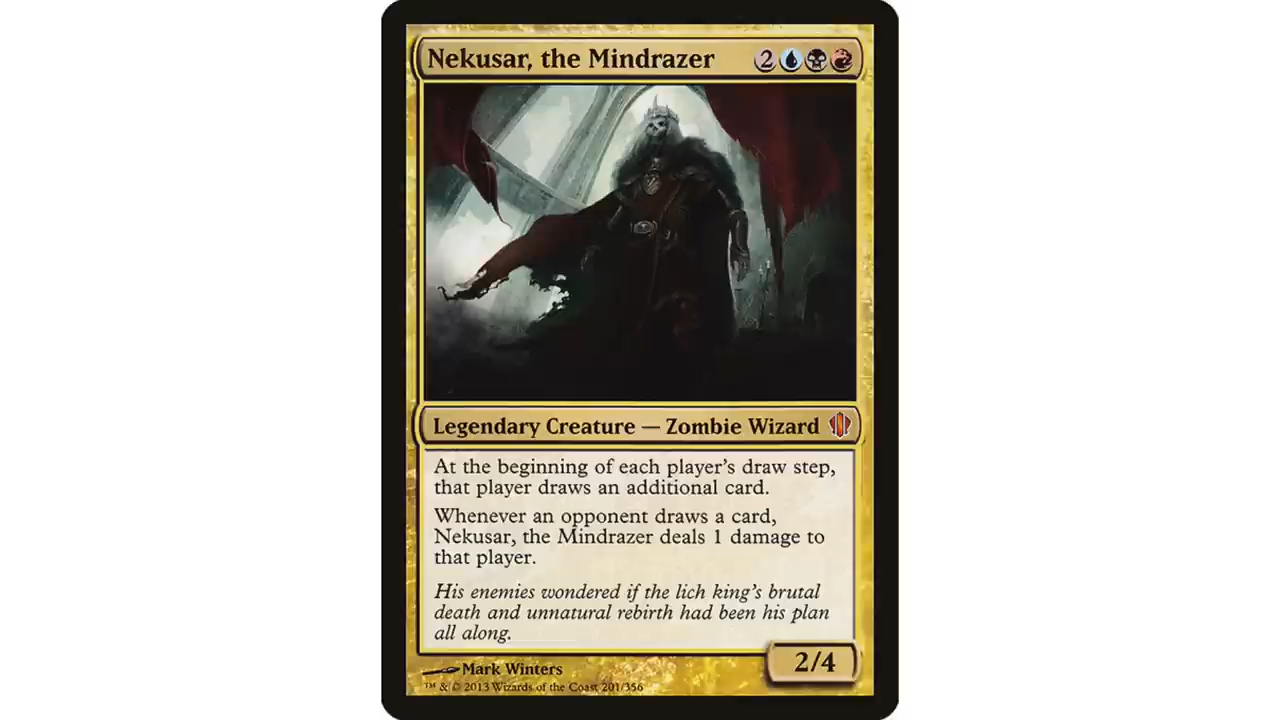 Nekusar, the Mindrazer 2
Legendary Creature — Zombie Wizard
At the beginning of each player's draw step,
that player draws an additional card.
Whenever an opponent draws a card,
Nekusar, the Mindrazer deals 1 damage to
that player.
His enemies wondered if the lich king's brutal
death and unnatural rebirth had been his plan
all along.
2/4
Mark Winters
™ & © 2013 Wizards of the Coast 201/356